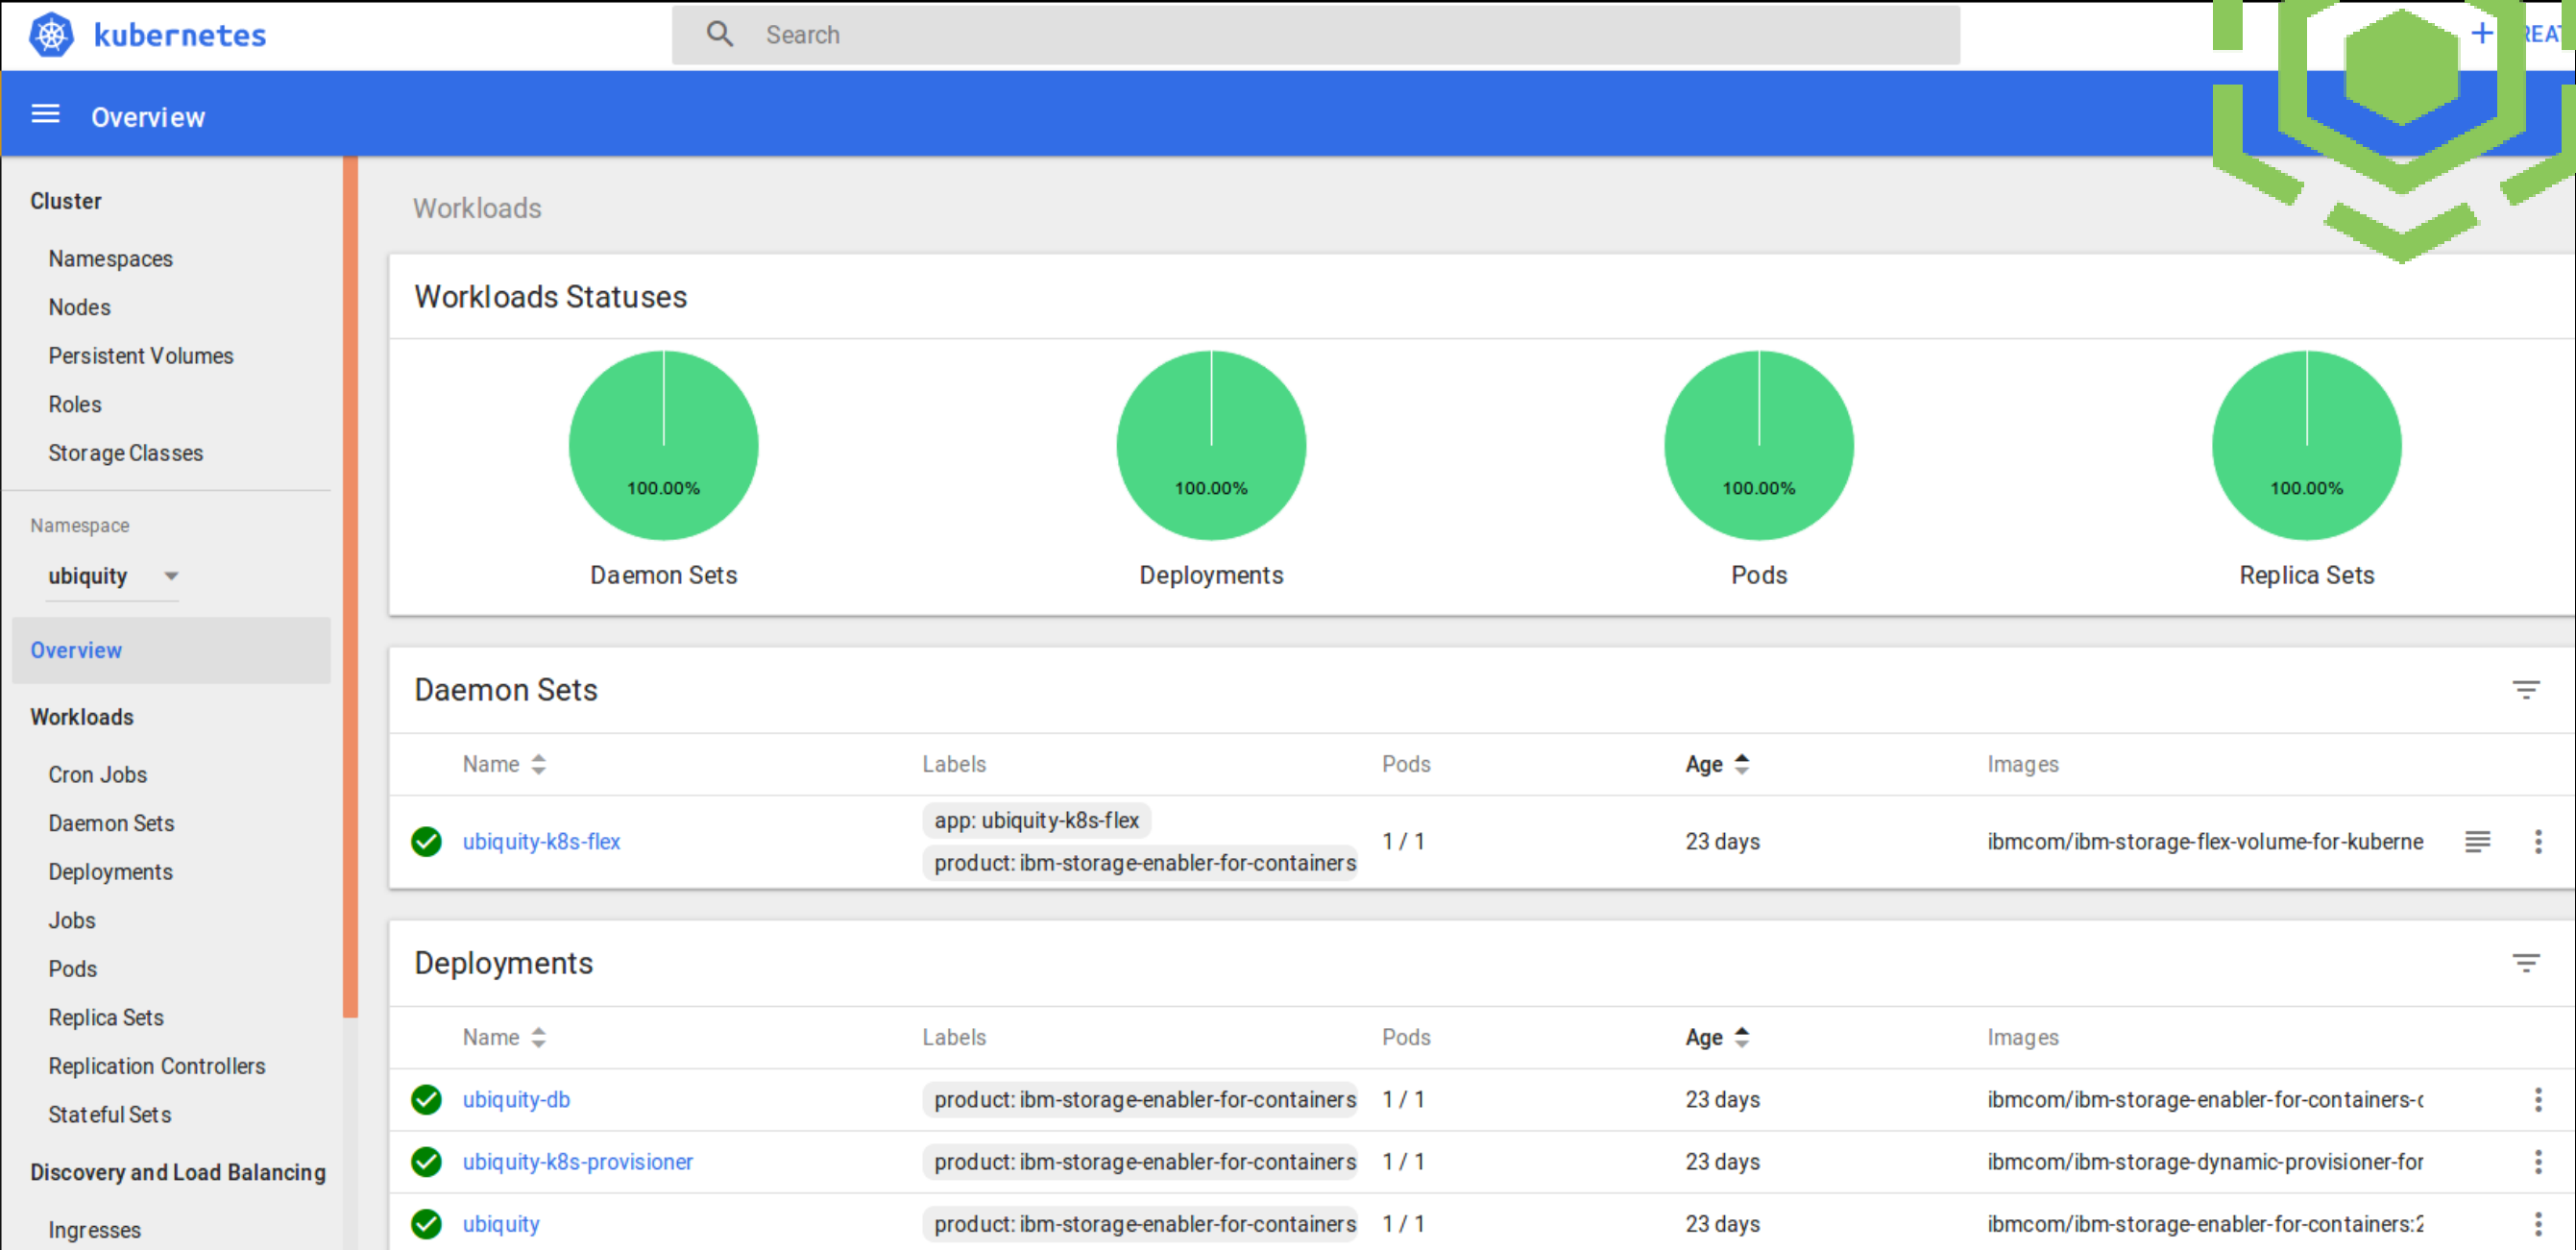 kubernetes
Search
Overview
Cluster
Namespaces
Nodes
Persistent Volumes
Roles
Storage Classes
Namespace
ubiquity
Overview
Workloads
Cron Jobs
Daemon Sets
Deployments
Jobs
Pods
Replica Sets
Replication Controllers
Stateful Sets
Discovery and Load Balancing
Ingresses
Workloads
Workloads Statuses
100.00% 100.00% 100.00% 100.00%
Daemon Sets Deployments Pods Replica Sets
Daemon Sets
Name Labels Pods Age Images
ubiquity-k8s-flex app: ubiquity-k8s-flex 1 / 1 23 days ibmcom/ibm-storage-flex-volume-for-kuberne
product: ibm-storage-enabler-for-containers
Deployments
Name Labels Pods Age Images
ubiquity-db product: ibm-storage-enabler-for-containers 1 / 1 23 days ibmcom/ibm-storage-enabler-for-containers-
ubiquity-k8s-provisioner product: ibm-storage-enabler-for-containers 1 / 1 23 days ibmcom/ibm-storage-dynamic-provisioner-for
ubiquity product: ibm-storage-enabler-for-containers 1 / 1 23 days ibmcom/ibm-storage-enabler-for-containers:2